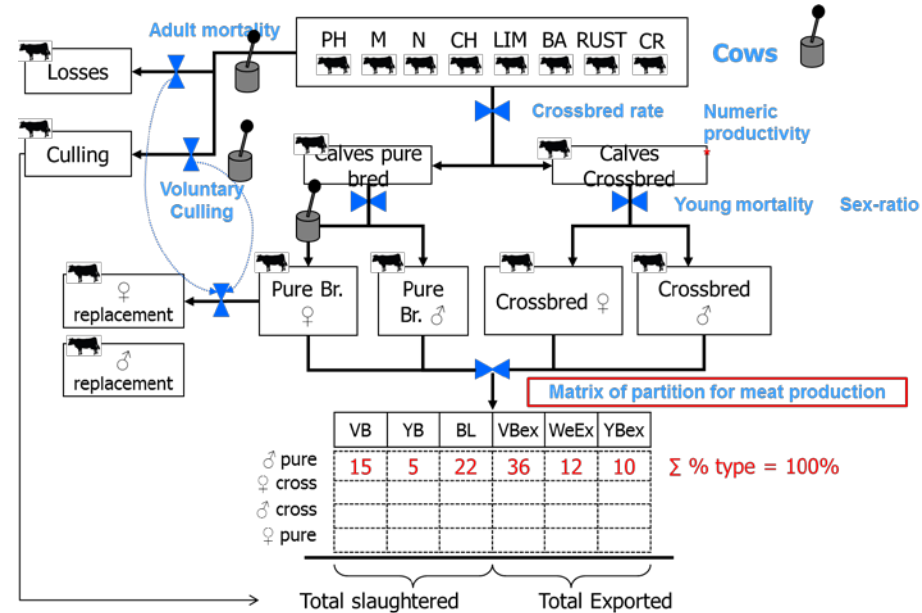 Adult mortality
PH M N CH LIM BA RUST CR
Cows
Losses
Crossbred rate
Numeric
productivity
Culling
Calves pure
bred
Calves
Crossbred
Voluntary
Culling
Young mortality Sex-ratio
♀
replacement
Pure Br.
♀
Pure
Br. ♂
Crossbred ♀
Crossbred
♂
♂
replacement
Matrix of partition for meat production
VB YB BL VBex WeEx YBex
♂ pure 15 5 22 36 12 10 Σ % type = 100%
♀ cross
♂ cross
♀ pure
Total slaughtered Total Exported